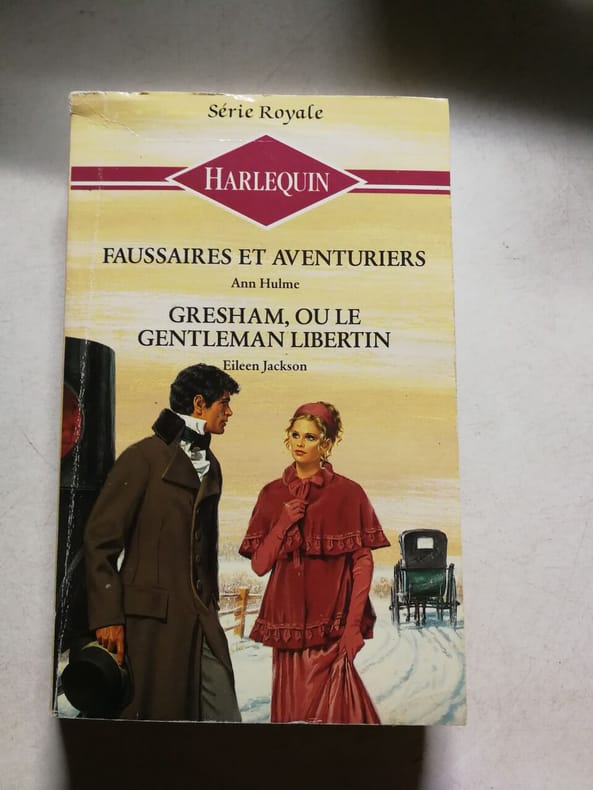 Série Royale
HARLEQUIN
FAUSSAIRES ET AVENTURIERS
Ann Hulme
GRESHAM, OU LE
GENTLEMAN LIBERTIN
Eileen Jackson